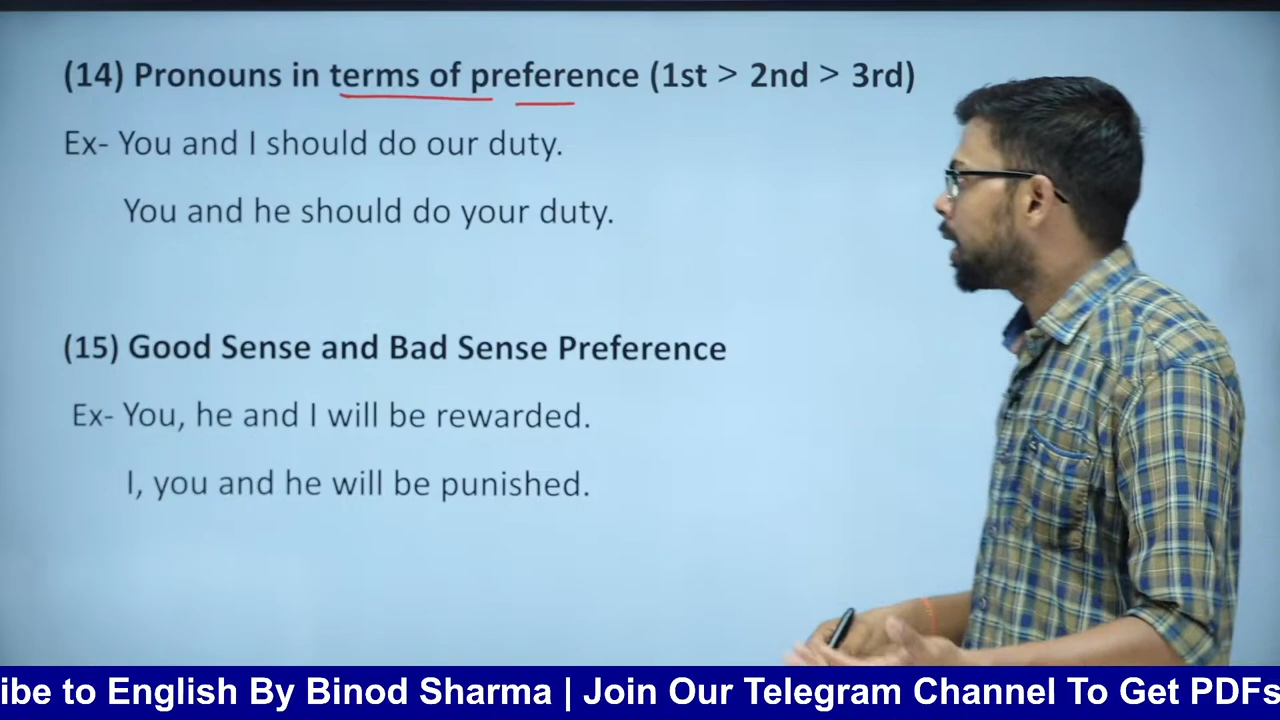 (14) Pronouns in terms of preference (1st > 2nd > 3rd)
Ex- You and I should do our duty.
You and he should do your duty.
(15) Good Sense and Bad Sense Preference
Ex- You, he and I will be rewarded.
I, you and he will be punished.
ibe to English By Binod Sharma | Join Our Telegram Channel To Get PDFs